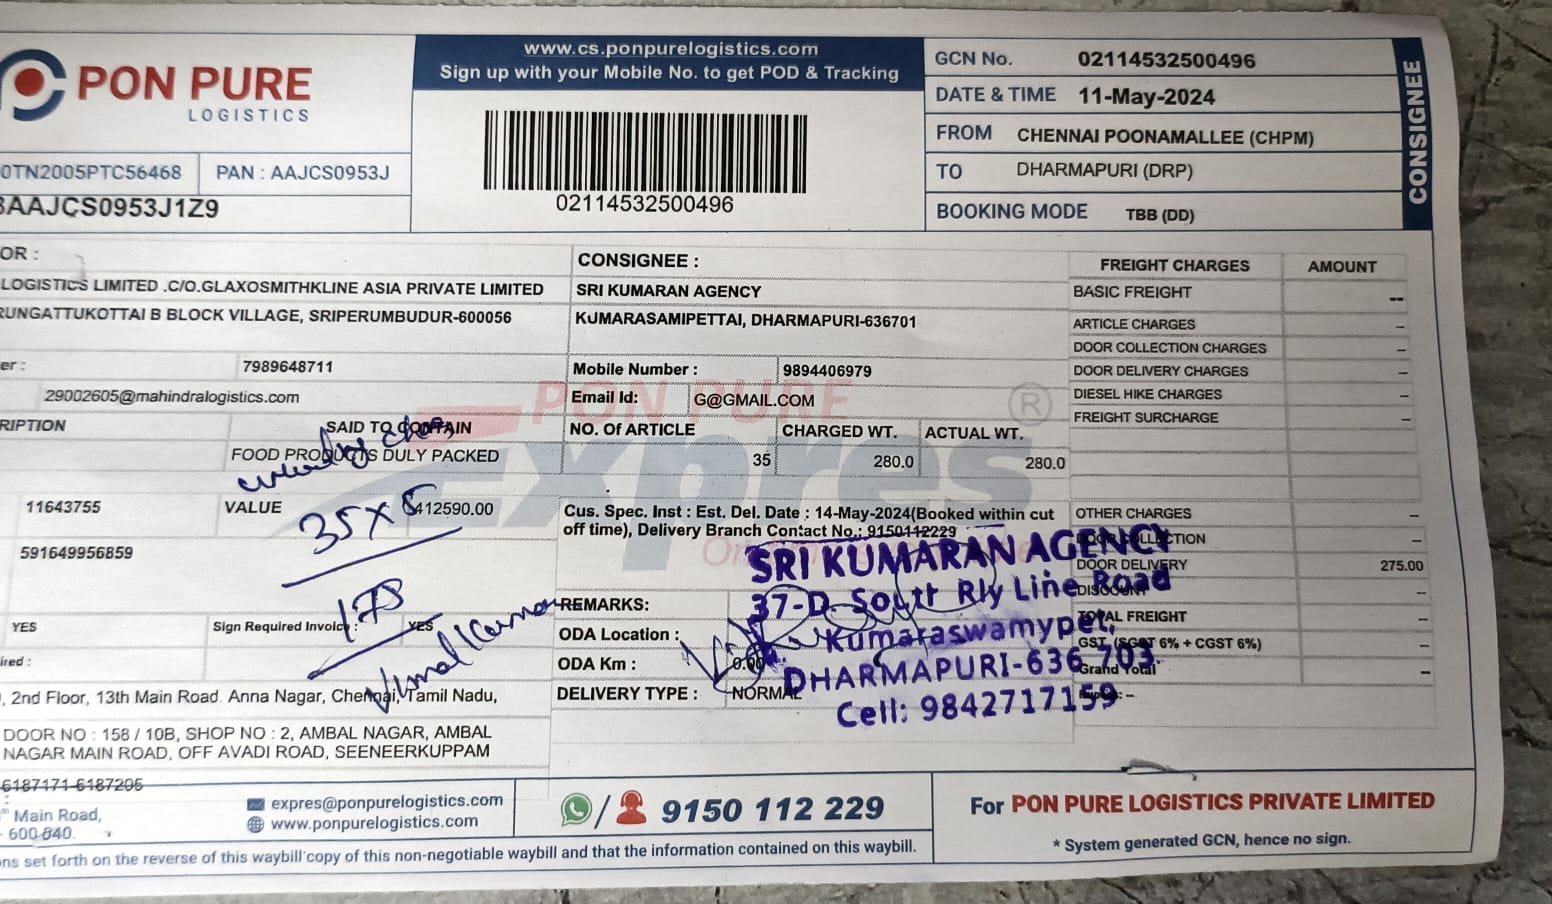 PON PURE
LOGISTICS
www.cs.ponpurelogistics.com
Sign up with your Mobile No. to get POD & Tracking
02114532500496
GCN No. 02114532500496
DATE & TIME 11-May-2024
FROM CHENNAI POONAMALLEE (CHPM)
TO DHARMAPURI (DRP)
BOOKING MODE TBB (DD)
CONSIGNEE
0TN2005PTC56468 PAN : AAJCS0953J
AAJCS0953J1Z9
OR :
LOGISTICS LIMITED .C/O.GLAXOSMITHKLINE ASIA PRIVATE LIMITED
RUNGATTUKOTTAI B BLOCK VILLAGE, SRIPERUMBUDUR-600056
er : 7989648711
29002605@mahindralogistics.com
CONSIGNEE :
SRI KUMARAN AGENCY
KUMARASAMIPETTAI, DHARMAPURI-636701
Mobile Number : 9894406979
Email Id: G@GMAIL.COM
RIPTION SAID TO CONTAIN
FOOD PRODUCTS DULY PACKED
NO. Of ARTICLE CHARGED WT. ACTUAL WT.
35 280.0 280.0
11643755 VALUE 412590.00
591649956859
35 x 5
175
YES Sign Required Invoice : YES
ired :
, 2nd Floor, 13th Main Road. Anna Nagar, Chennai, Tamil Nadu,
DOOR NO : 158 / 10B, SHOP NO : 2, AMBAL NAGAR, AMBAL
NAGAR MAIN ROAD, OFF AVADI ROAD, SEENEERKUPPAM
Cus. Spec. Inst : Est. Del. Date : 14-May-2024(Booked within cut
off time), Delivery Branch Contact No.: 9150112229
REMARKS:
ODA Location :
ODA Km : 0.00
DELIVERY TYPE : NORMAL
SRI KUMARAN AGENCY
37-D, South Rly Line Road
Kumaraswamypet,
DHARMAPURI-636 703.
Cell: 9842717159
FREIGHT CHARGES AMOUNT
BASIC FREIGHT --
ARTICLE CHARGES –
DOOR COLLECTION CHARGES –
DOOR DELIVERY CHARGES –
DIESEL HIKE CHARGES –
FREIGHT SURCHARGE –
OTHER CHARGES –
DOOR COLLECTION –
DOOR DELIVERY 275.00
DISCOUNT –
TOTAL FREIGHT –
GST (SGST 6% + CGST 6%) –
Grand Total –
PON PURE
Expres
®
6187171-6187205
Main Road,
- 600 040.
expres@ponpurelogistics.com
www.ponpurelogistics.com
/ 9150 112 229
For PON PURE LOGISTICS PRIVATE LIMITED
* System generated GCN, hence no sign.
ns set forth on the reverse of this waybill copy of this non-negotiable waybill and that the information contained on this waybill.